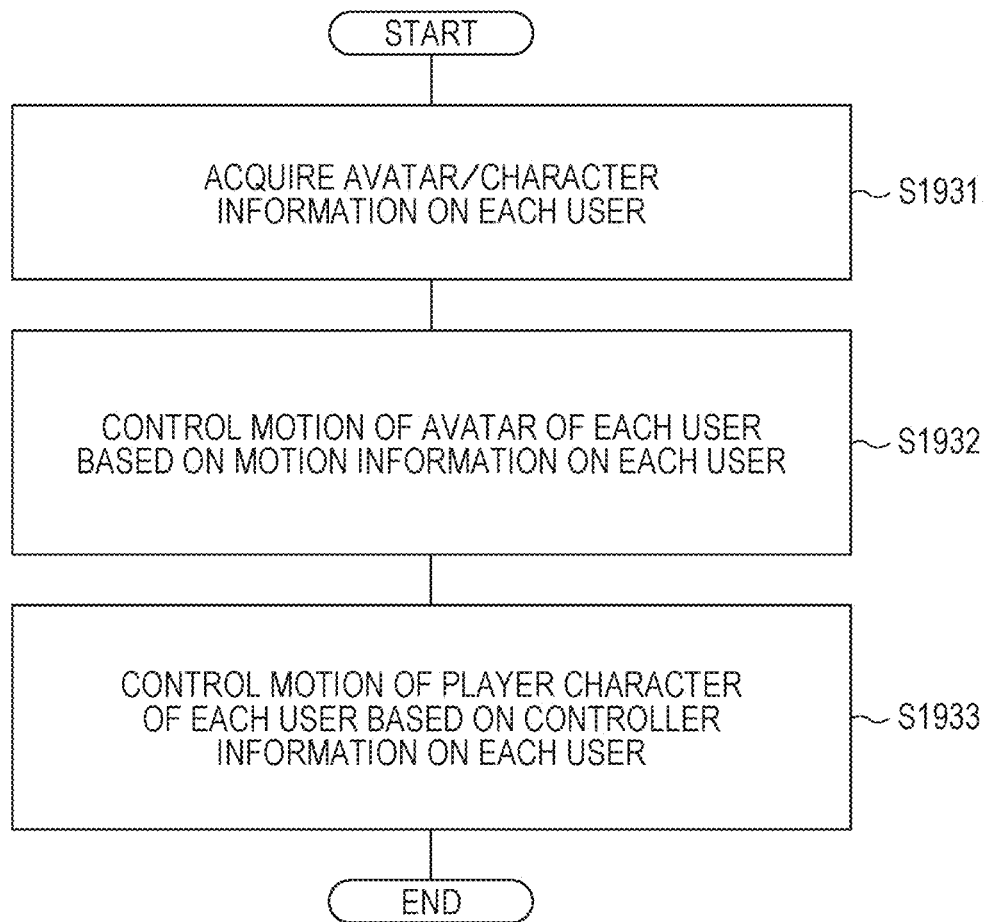 START
ACQUIRE AVATAR/CHARACTER
INFORMATION ON EACH USER
S1931
CONTROL MOTION OF AVATAR OF EACH USER
BASED ON MOTION INFORMATION ON EACH USER
S1932
CONTROL MOTION OF PLAYER CHARACTER
OF EACH USER BASED ON CONTROLLER
INFORMATION ON EACH USER
S1933
END